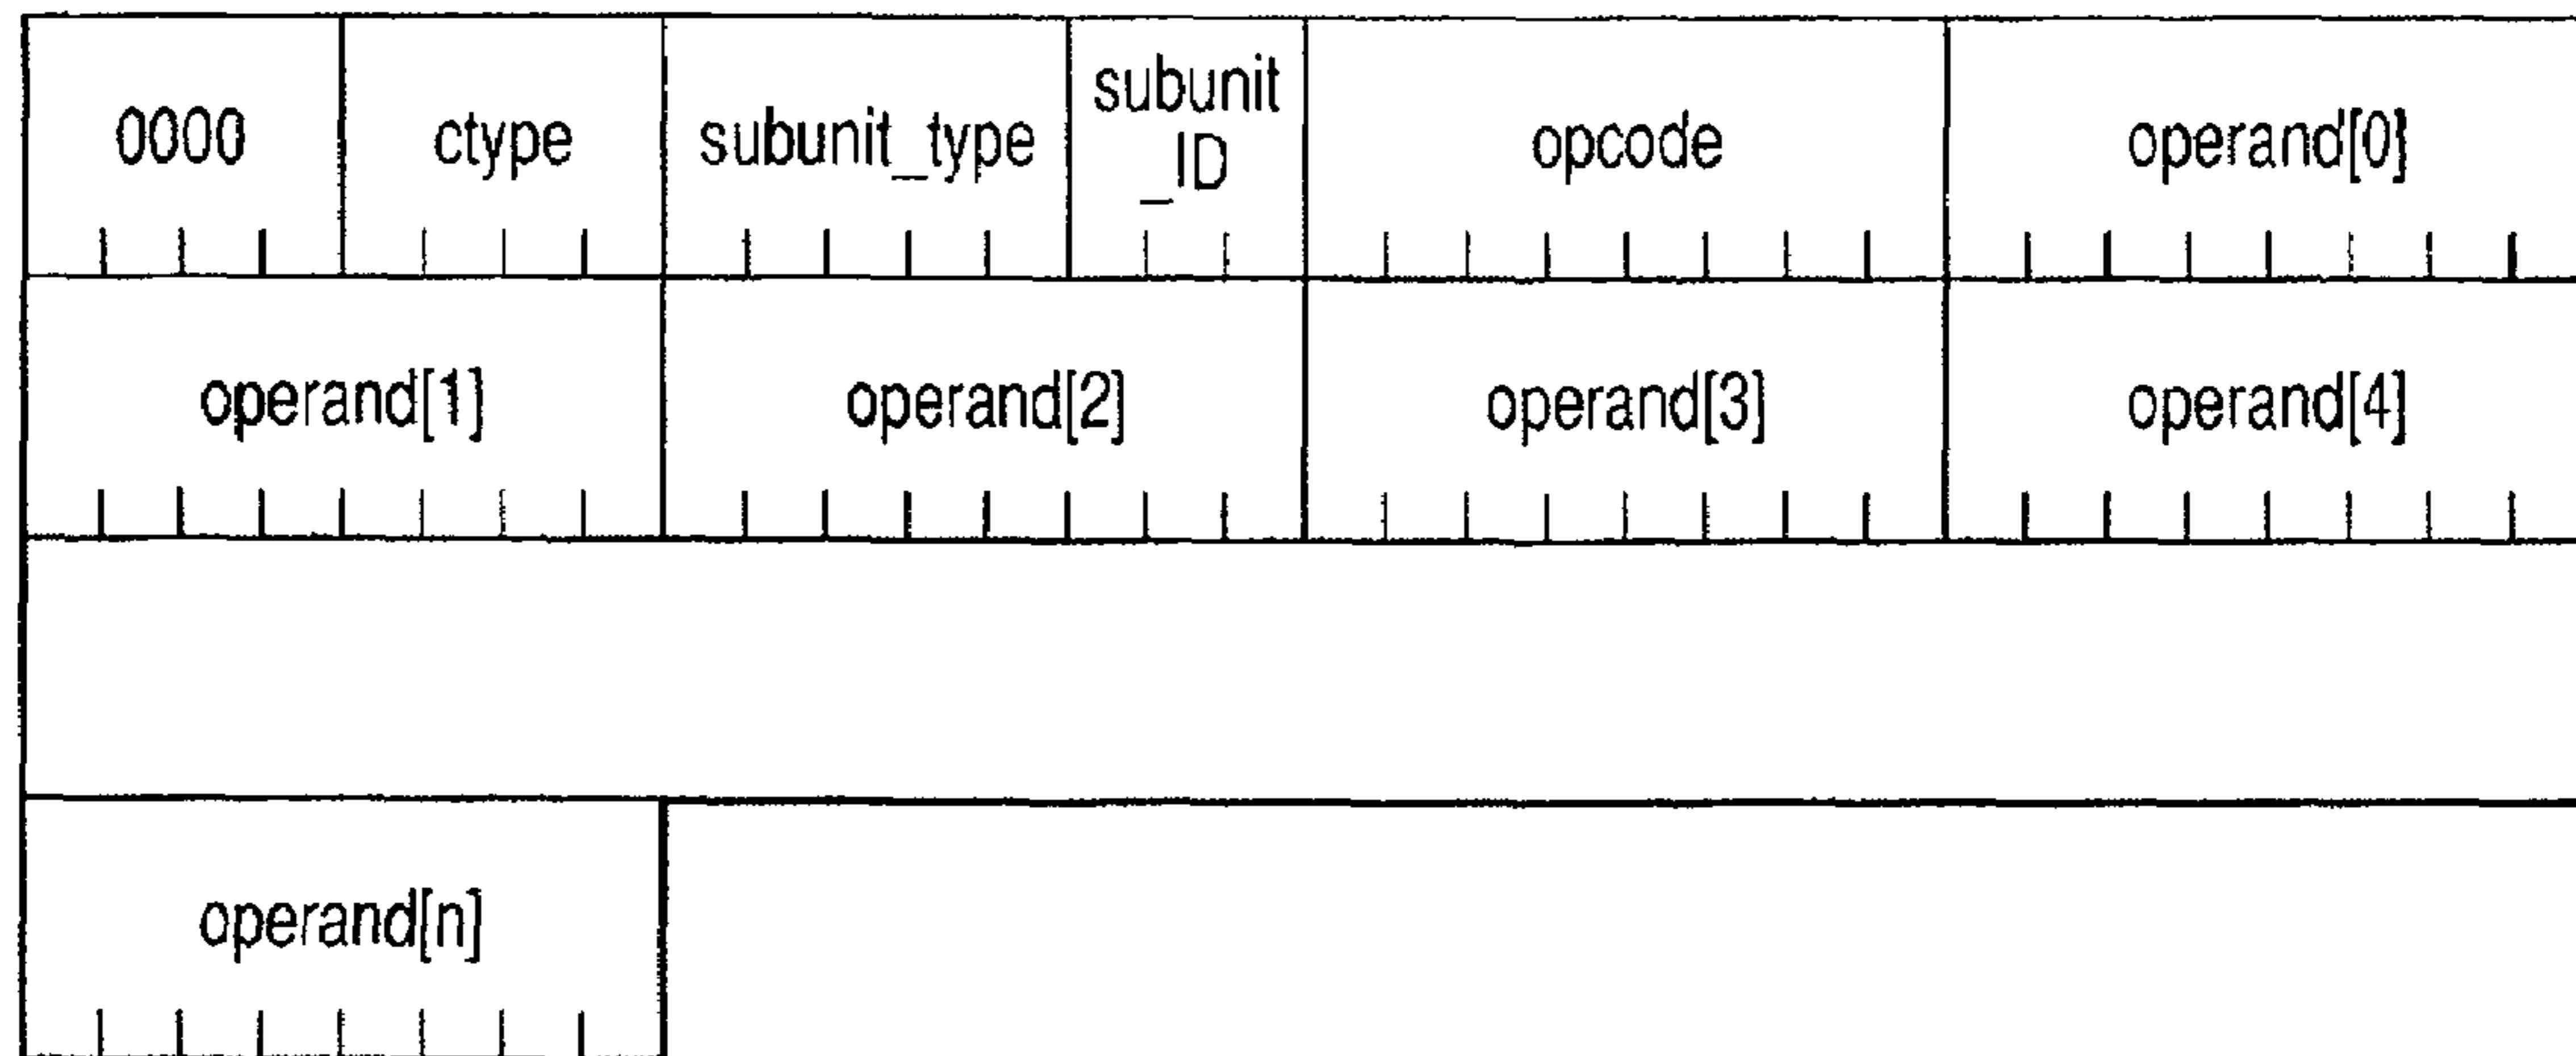 0000
ctype
subunit_type
subunit
_ID
opcode
operand[0]
operand[1]
operand[2]
operand[3]
operand[4]
operand[n]